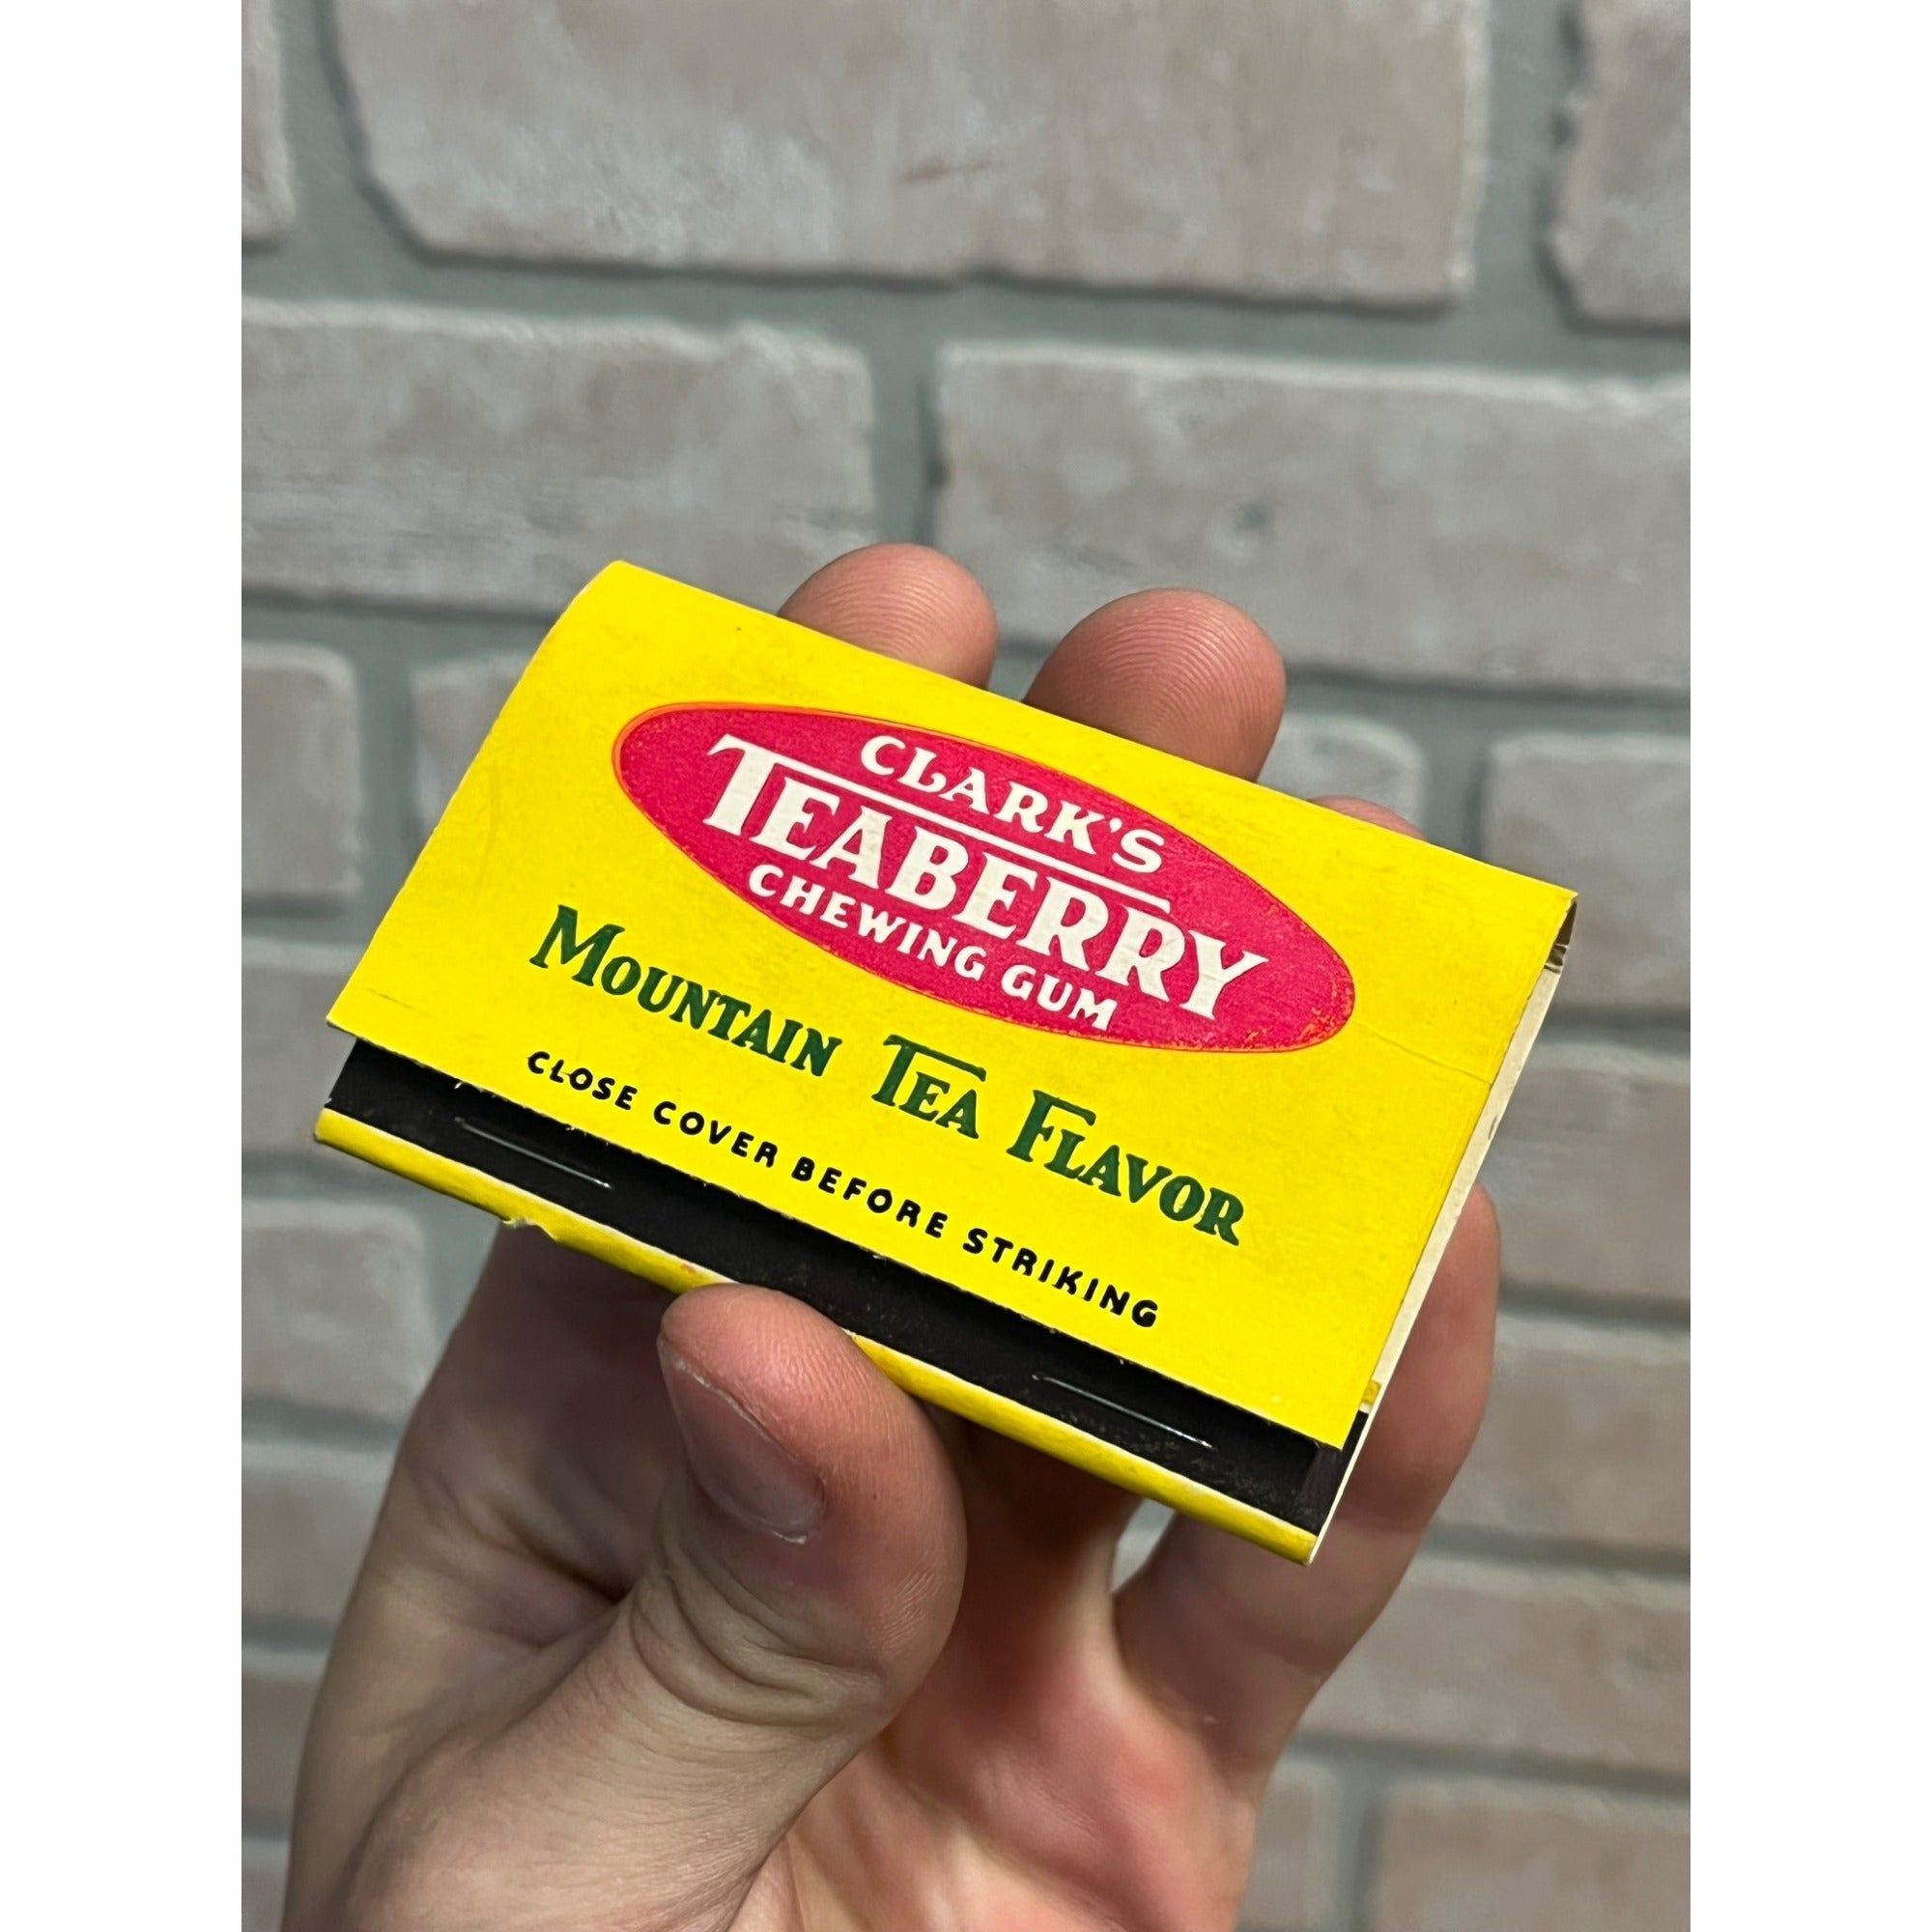 CLARK'S
TEABERRY
CHEWING GUM
MOUNTAIN TEA FLAVOR
CLOSE COVER BEFORE STRIKING